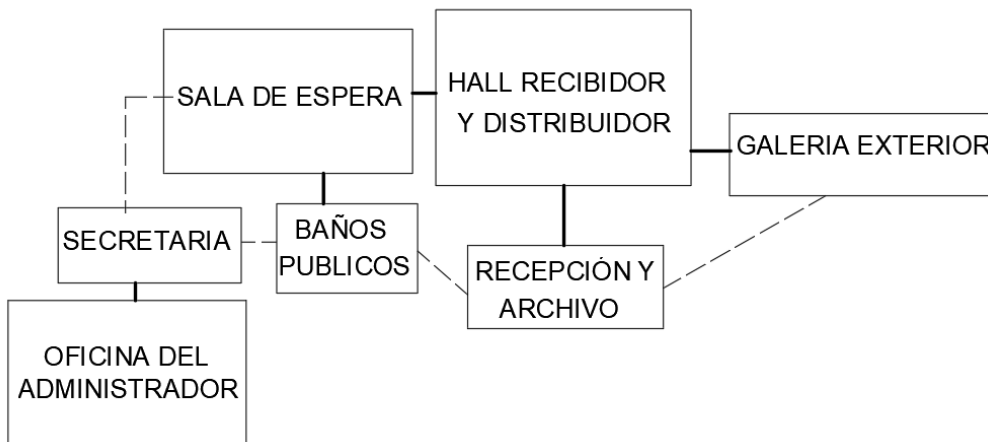 SALA DE ESPERA
HALL RECIBIDOR
Y DISTRIBUIDOR
GALERIA EXTERIOR
SECRETARIA
BAÑOS
PUBLICOS
RECEPCIÓN Y
ARCHIVO
OFICINA DEL
ADMINISTRADOR